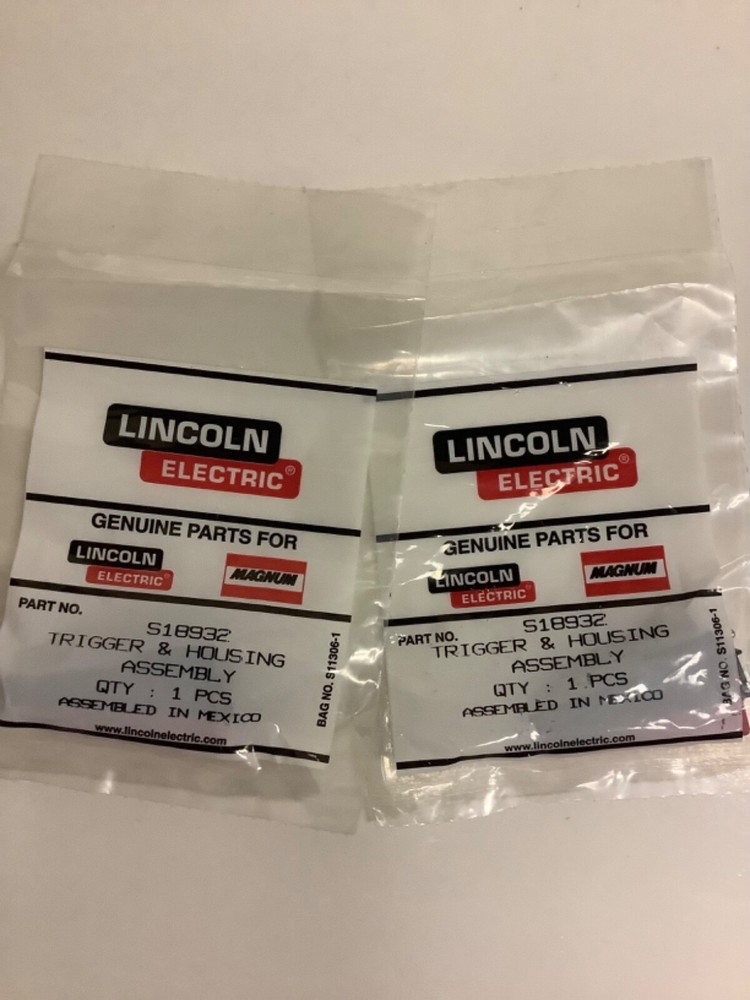 LINCOLN
ELECTRIC®
GENUINE PARTS FOR
LINCOLN
ELECTRIC®
MAGNUM
PART NO.
S18932
TRIGGER & HOUSING
ASSEMBLY
QTY : 1 PCS
ASSEMBLED IN MEXICO
BAG NO. S11306-1
www.lincolnelectric.com
LINCOLN
ELECTRIC®
GENUINE PARTS FOR
LINCOLN
ELECTRIC®
MAGNUM
PART NO.
S18932
TRIGGER & HOUSING
ASSEMBLY
QTY : 1 PCS
ASSEMBLED IN MEXICO
BAG NO. S11306-1
www.lincolnelectric.com